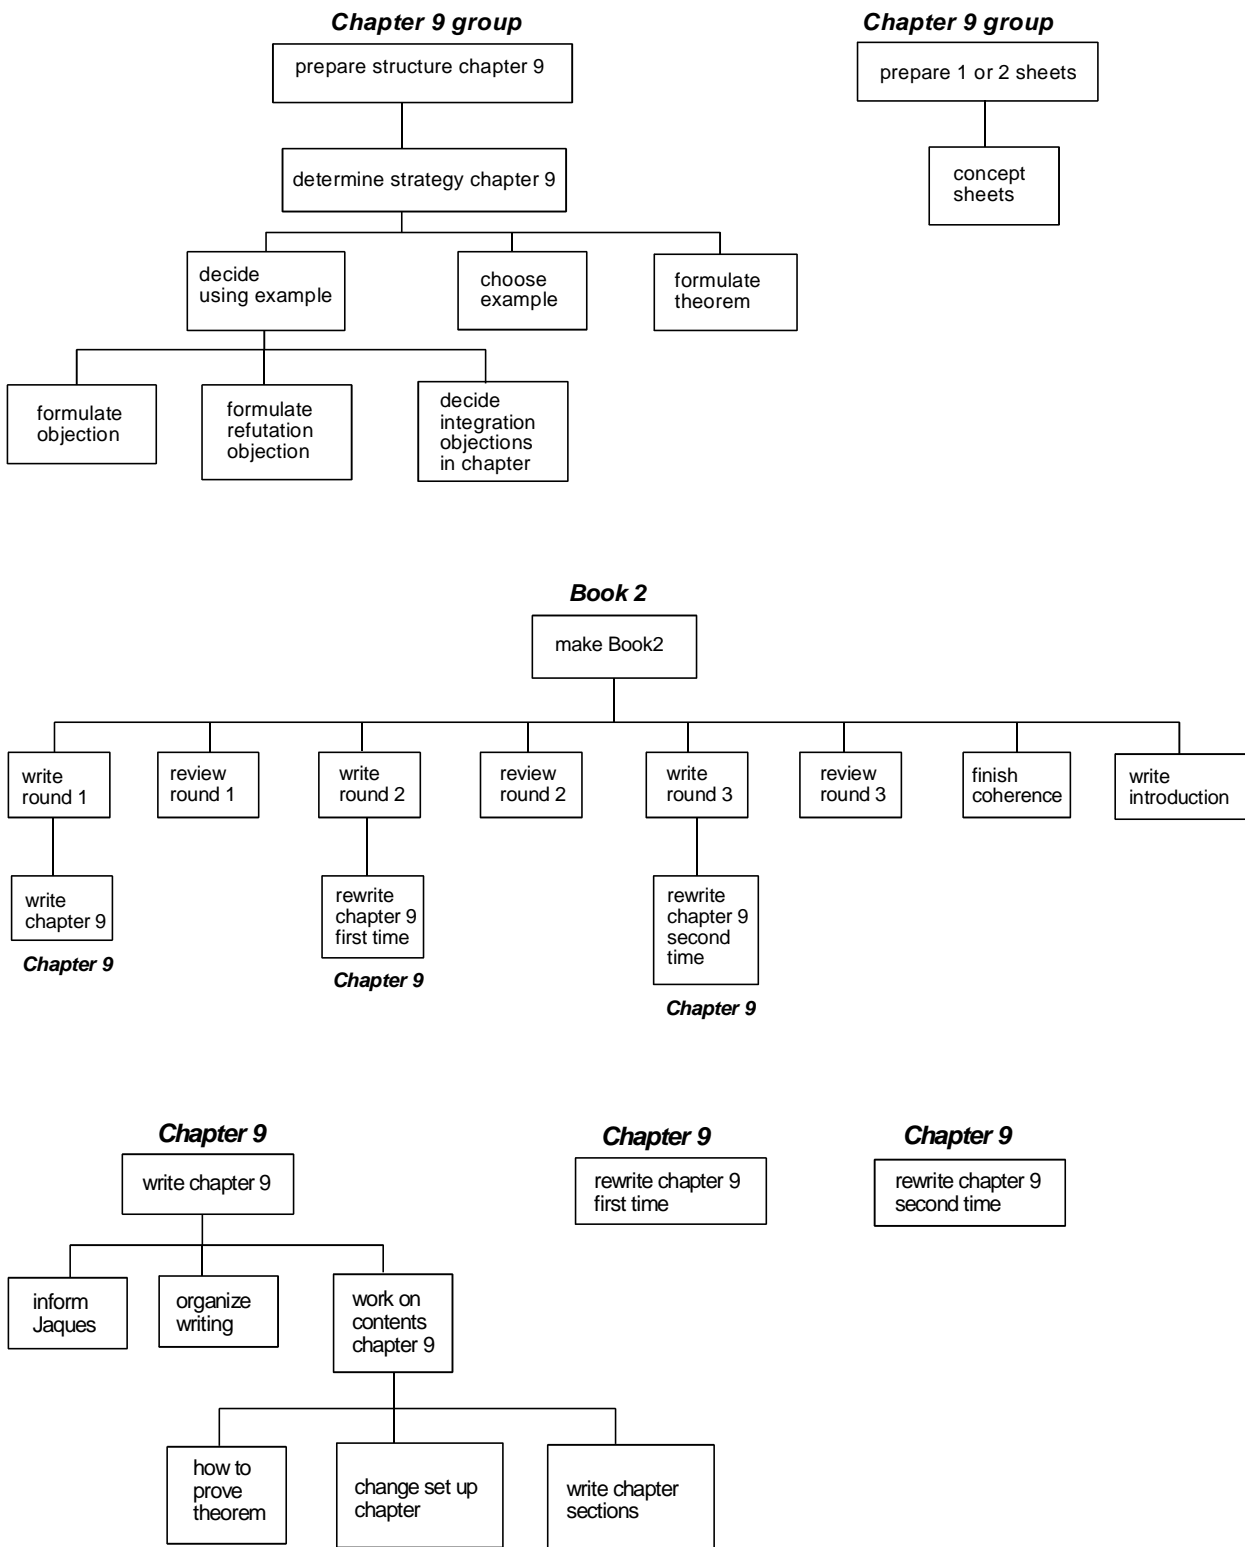 Chapter 9 group
prepare structure chapter 9
determine strategy chapter 9
decide
using example
choose
example
formulate
theorem
formulate
objection
formulate
refutation
objection
decide
integration
objections
in chapter
Chapter 9 group
prepare 1 or 2 sheets
concept
sheets
Book 2
make Book2
write
round 1
review
round 1
write
round 2
review
round 2
write
round 3
review
round 3
finish
coherence
write
introduction
write
chapter 9
Chapter 9
rewrite
chapter 9
first time
Chapter 9
rewrite
chapter 9
second
time
Chapter 9
Chapter 9
write chapter 9
inform
Jaques
organize
writing
work on
contents
chapter 9
how to
prove
theorem
change set up
chapter
write chapter
sections
Chapter 9
rewrite chapter 9
first time
Chapter 9
rewrite chapter 9
second time